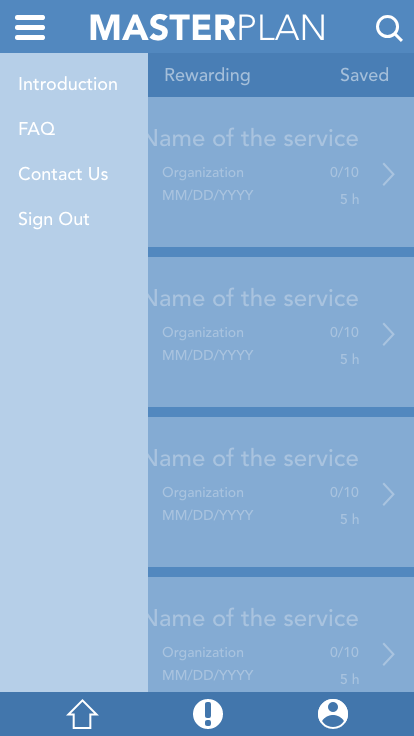 MASTERPLAN
Introduction
FAQ
Contact Us
Sign Out
Rewarding Saved
Name of the service
Organization 0/10
MM/DD/YYYY 5 h
Name of the service
Organization 0/10
MM/DD/YYYY 5 h
Name of the service
Organization 0/10
MM/DD/YYYY 5 h
Name of the service
Organization 0/10
MM/DD/YYYY 5 h